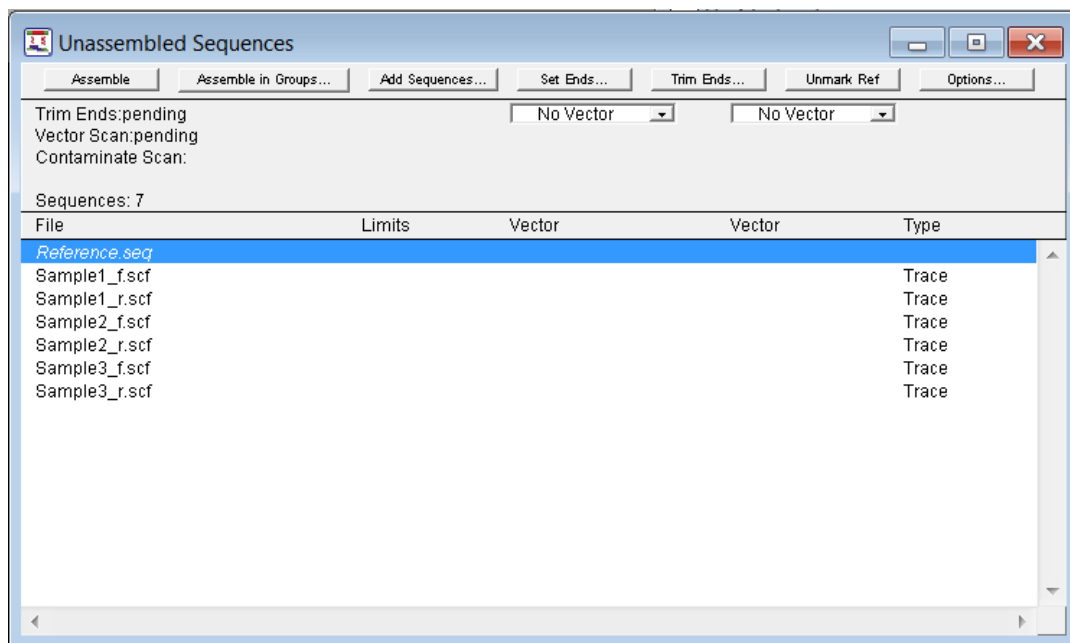 Unassembled Sequences
Assemble Assemble in Groups... Add Sequences... Set Ends... Trim Ends... Unmark Ref Options...
Trim Ends:pending No Vector No Vector
Vector Scan:pending
Contaminate Scan:
Sequences: 7
File Limits Vector Vector Type
Reference.seq
Sample1_f.scf Trace
Sample1_r.scf Trace
Sample2_f.scf Trace
Sample2_r.scf Trace
Sample3_f.scf Trace
Sample3_r.scf Trace